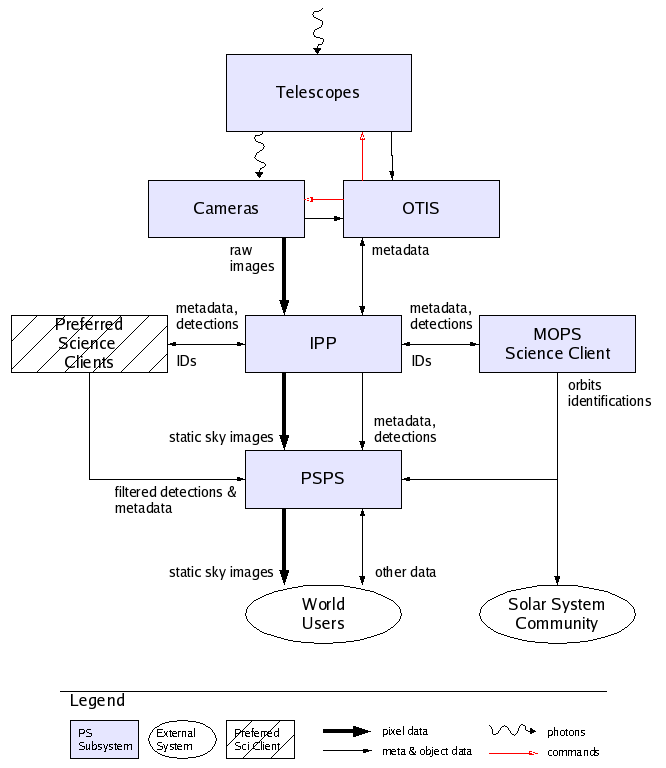 Telescopes
Cameras
OTIS
raw
images
metadata
metadata,
detections
metadata,
detections
Preferred
Science
Clients
IPP
MOPS
Science Client
IDs
IDs
orbits
identifications
static sky images
metadata,
detections
PSPS
filtered detections &
metadata
static sky images
other data
World
Users
Solar System
Community
Legend
PS
Subsystem
External
System
Preferred
Sci Client
pixel data
meta & object data
photons
commands